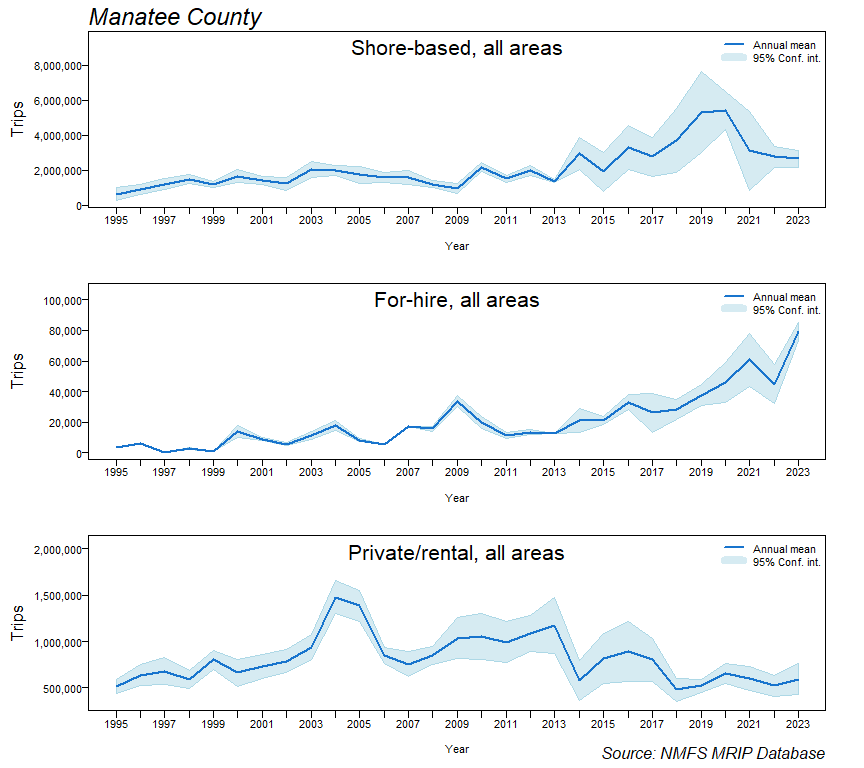 Manatee County
Shore-based, all areas
Annual mean
95% Conf. int.
Trips
8,000,000
6,000,000
4,000,000
2,000,000
0
1995 1997 1999 2001 2003 2005 2007 2009 2011 2013 2015 2017 2019 2021 2023
Year
For-hire, all areas
Annual mean
95% Conf. int.
Trips
100,000
80,000
60,000
40,000
20,000
0
1995 1997 1999 2001 2003 2005 2007 2009 2011 2013 2015 2017 2019 2021 2023
Year
Private/rental, all areas
Annual mean
95% Conf. int.
Trips
2,000,000
1,500,000
1,000,000
500,000
1995 1997 1999 2001 2003 2005 2007 2009 2011 2013 2015 2017 2019 2021 2023
Year
Source: NMFS MRIP Database